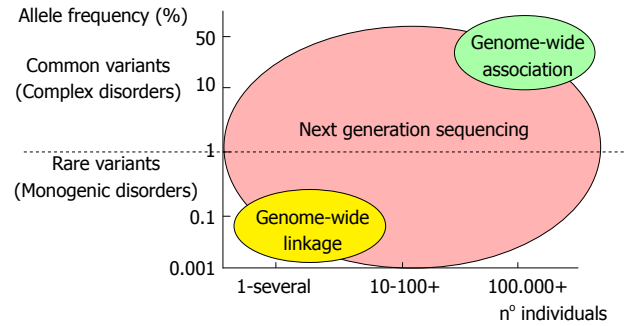 Allele frequency (%)
50
Genome-wide
association
Common variants
(Complex disorders)
10
Next generation sequencing
1
Rare variants
(Monogenic disorders)
0.1
Genome-wide
linkage
0.001
1-several
10-100+
100.000+
n° individuals